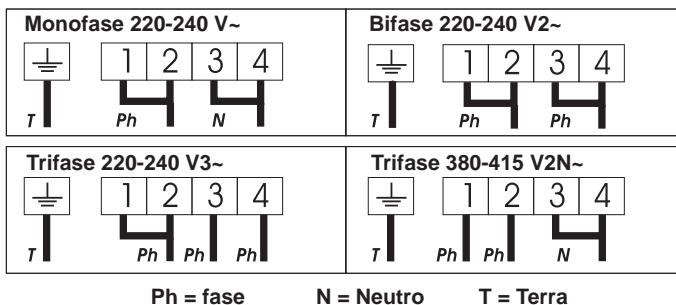 Monofase 220-240 V~
1 2 3 4
T Ph N
Bifase 220-240 V2~
1 2 3 4
T Ph Ph
Trifase 220-240 V3~
1 2 3 4
T Ph Ph Ph
Trifase 380-415 V2N~
1 2 3 4
T Ph Ph N
Ph = fase N = Neutro T = Terra